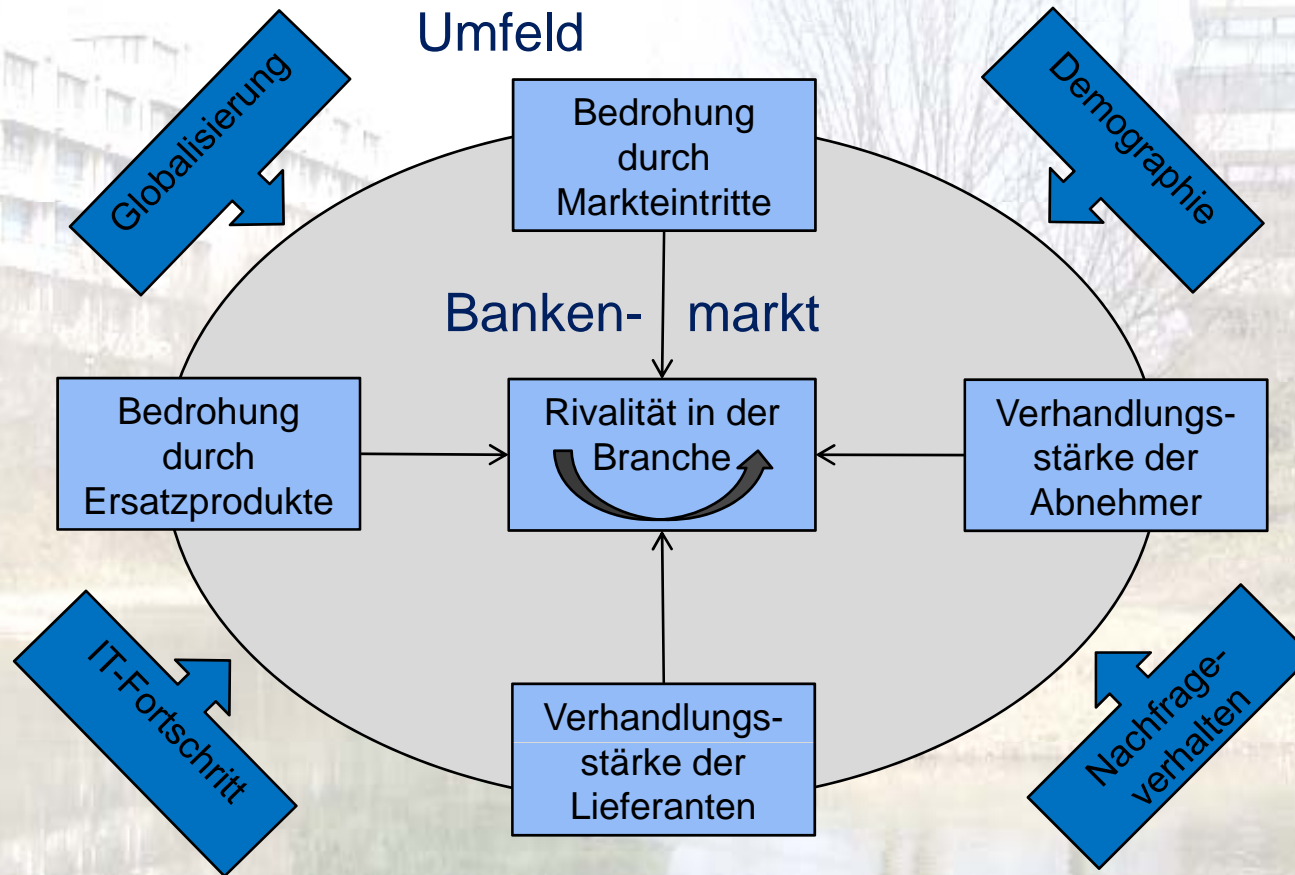 Umfeld
Globalisierung
Demographie
Bedrohung
durch
Markteintritte
Banken- markt
Bedrohung
durch
Ersatzprodukte
Rivalität in der
Branche
Verhandlungs-
stärke der
Abnehmer
IT-Fortschritt
Verhandlungs-
stärke der
Lieferanten
Nachfrage-
verhalten